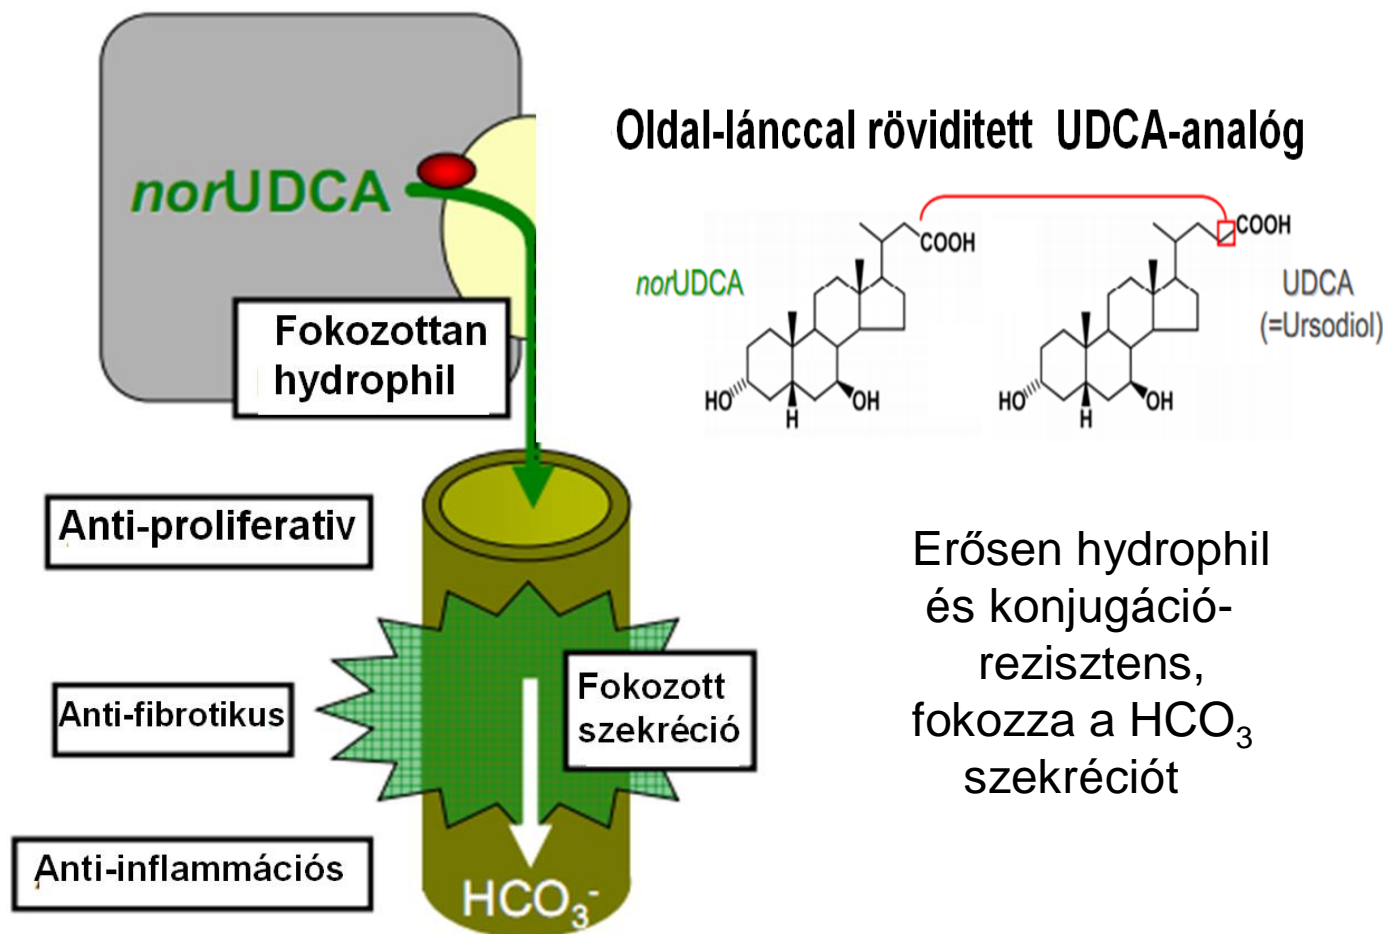 Oldal-lánccal röviditett UDCA-analóg
norUDCA
Fokozottan
hydrophil
COOH
norUDCA
HO
H
OH
COOH
UDCA
(=Ursodiol)
HO
H
OH
Anti-proliferativ
Anti-fibrotikus
Anti-inflammációs
Fokozott
szekréció
HCO₃⁻
Erősen hydrophil
és konjugáció-
rezisztens,
fokozza a HCO₃
szekréciót